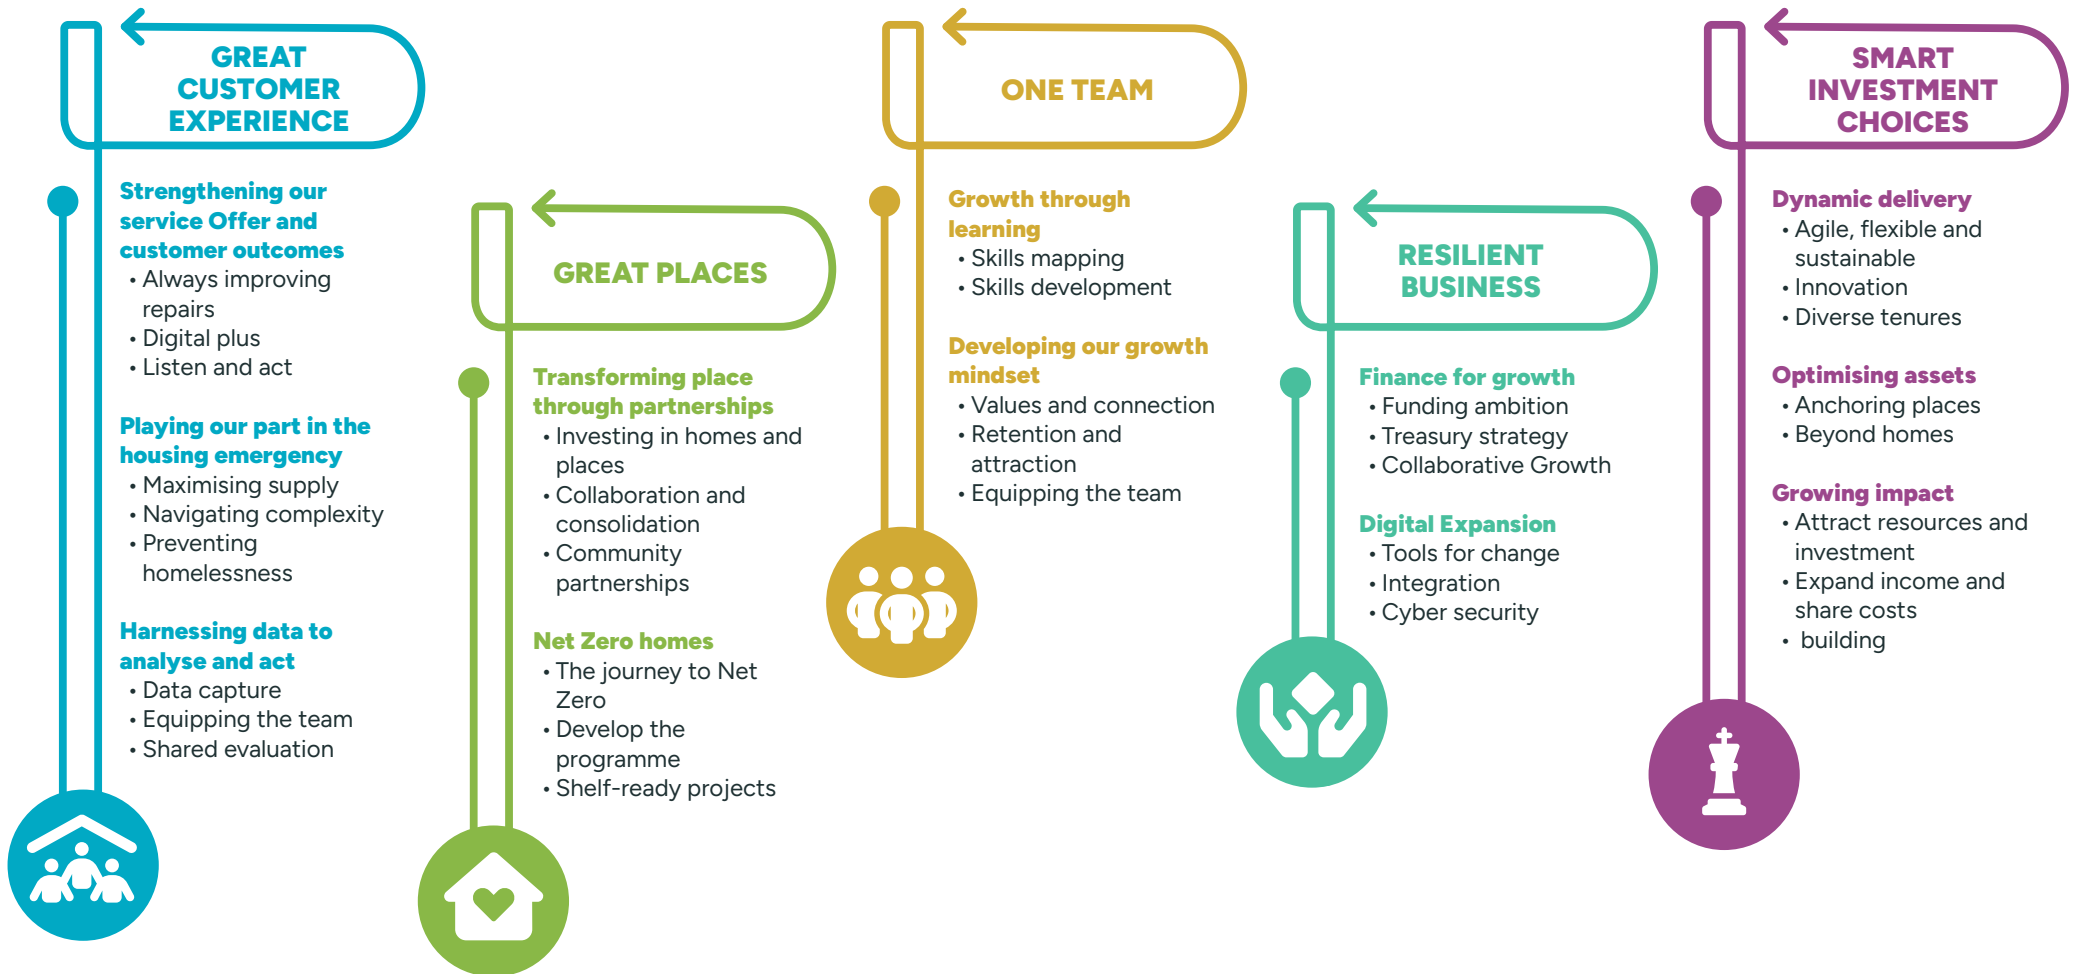 GREAT
CUSTOMER
EXPERIENCE
Strengthening our
service Offer and
customer outcomes
• Always improving
repairs
• Digital plus
• Listen and act
Playing our part in the
housing emergency
• Maximising supply
• Navigating complexity
• Preventing
homelessness
Harnessing data to
analyse and act
• Data capture
• Equipping the team
• Shared evaluation
GREAT PLACES
Transforming place
through partnerships
• Investing in homes and
places
• Collaboration and
consolidation
• Community
partnerships
Net Zero homes
• The journey to Net
Zero
• Develop the
programme
• Shelf-ready projects
ONE TEAM
Growth through
learning
• Skills mapping
• Skills development
Developing our growth
mindset
• Values and connection
• Retention and
attraction
• Equipping the team
RESILIENT
BUSINESS
Finance for growth
• Funding ambition
• Treasury strategy
• Collaborative Growth
Digital Expansion
• Tools for change
• Integration
• Cyber security
SMART
INVESTMENT
CHOICES
Dynamic delivery
• Agile, flexible and
sustainable
• Innovation
• Diverse tenures
Optimising assets
• Anchoring places
• Beyond homes
Growing impact
• Attract resources and
investment
• Expand income and
share costs
• building